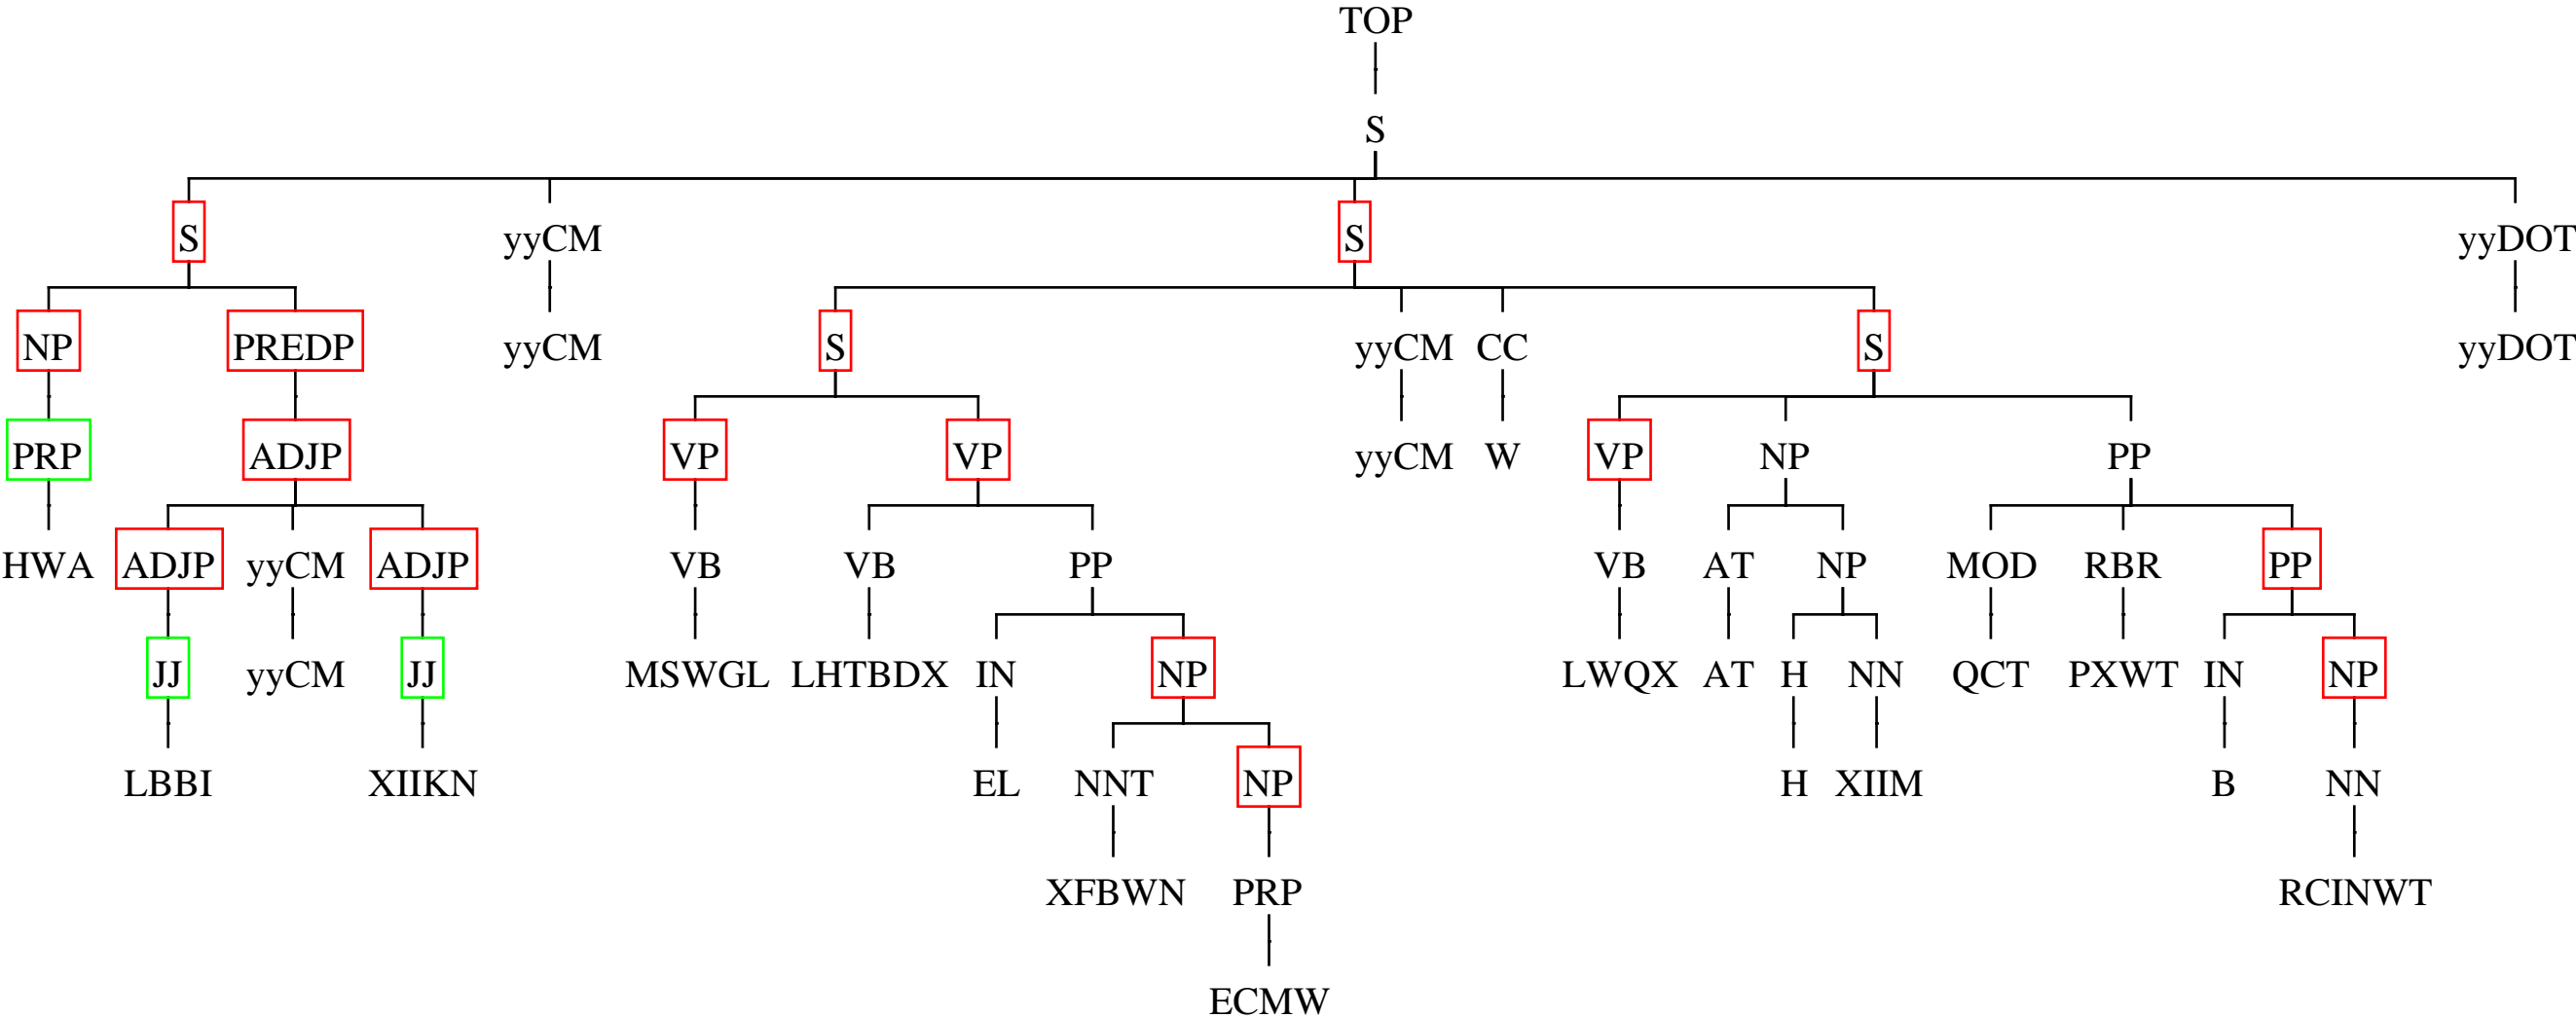 TOP
S
S yyCM S yyDOT
NP PREDP yyCM S yyCM CC S yyDOT
PRP ADJP VP VP yyCM W VP NP PP
HWA ADJP yyCM ADJP VB VB PP VB AT NP MOD RBR PP
JJ yyCM JJ MSWGL LHTBDX IN NP LWQX AT H NN QCT PXWT IN NP
LBBI XIIKN EL NNT NP H XIIM B NN
XFBWN PRP RCINWT
ECMW